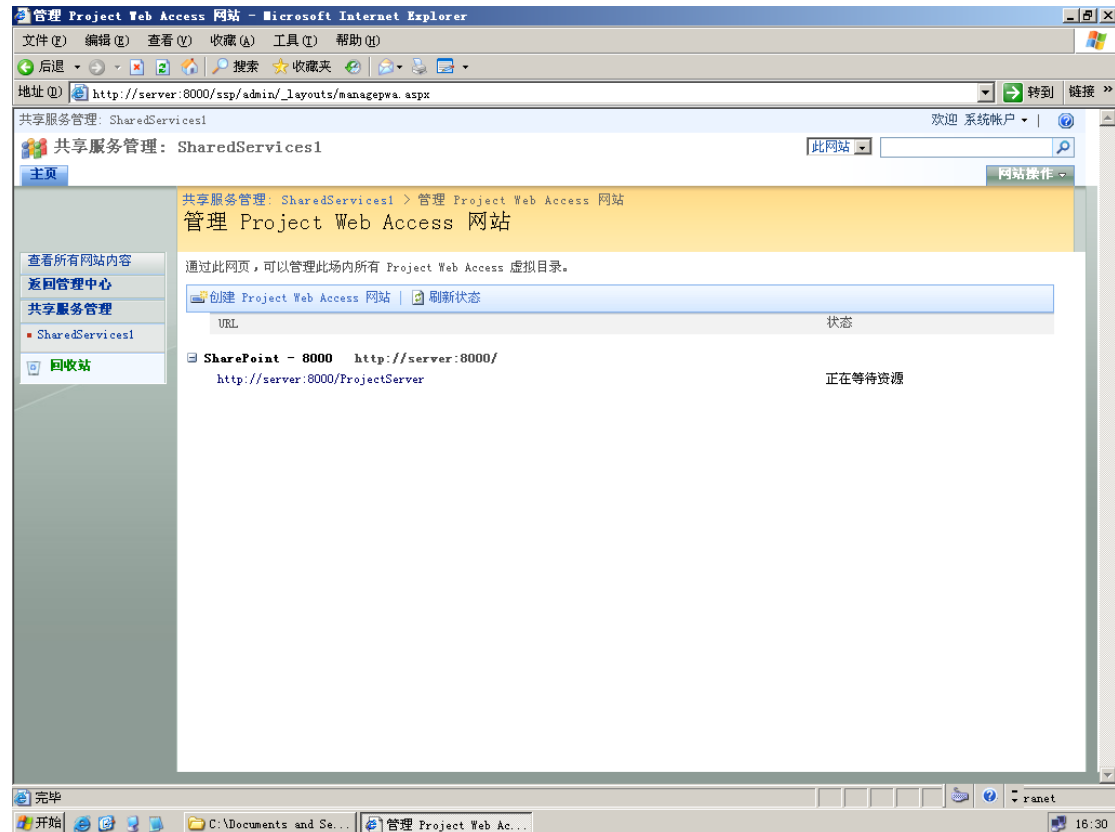 管理 Project Web Access 网站 - Microsoft Internet Explorer
文件(F) 编辑(E) 查看(V) 收藏(A) 工具(T) 帮助(H)
后退 搜索 收藏夹
地址(D) http://server:8000/ssp/admin/_layouts/managepwa.aspx 转到 链接 »
共享服务管理: SharedServices1 欢迎 系统帐户 |
共享服务管理: SharedServices1 此网站
主页 网站操作
共享服务管理: SharedServices1 > 管理 Project Web Access 网站
管理 Project Web Access 网站
查看所有网站内容
返回管理中心
共享服务管理
SharedServices1
回收站
通过此网页,可以管理此场内所有 Project Web Access 虚拟目录。
创建 Project Web Access 网站 | 刷新状态
URL 状态
SharePoint - 8000 http://server:8000/
http://server:8000/ProjectServer 正在等待资源
完毕 ranet
开始 C:\Documents and Se... 管理 Project Web Ac... 16:30